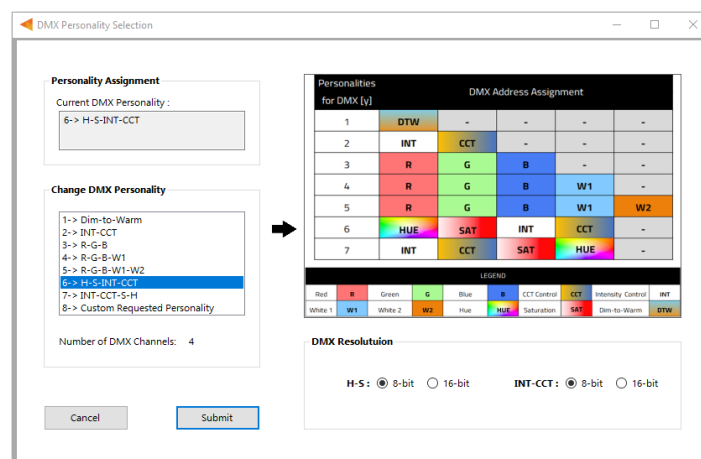 DMX Personality Selection
Personality Assignment
Current DMX Personality :
6-> H-S-INT-CCT
Change DMX Personality
1-> Dim-to-Warm
2-> INT-CCT
3-> R-G-B
4-> R-G-B-W1
5-> R-G-B-W1-W2
6-> H-S-INT-CCT
7-> INT-CCT-S-H
8-> Custom Requested Personality
Number of DMX Channels: 4
Cancel Submit
Personalities for DMX [y] DMX Address Assignment
1 DTW - - - -
2 INT CCT - - -
3 R G B - -
4 R G B W1 -
5 R G B W1 W2
6 HUE SAT INT CCT -
7 INT CCT SAT HUE -
LEGEND
Red R Green G Blue B CCT Control CCT Intensity Control INT
White 1 W1 White 2 W2 Hue HUE Saturation SAT Dim-to-Warm DTW
DMX Resolutuion
H-S : 8-bit 16-bit INT-CCT : 8-bit 16-bit